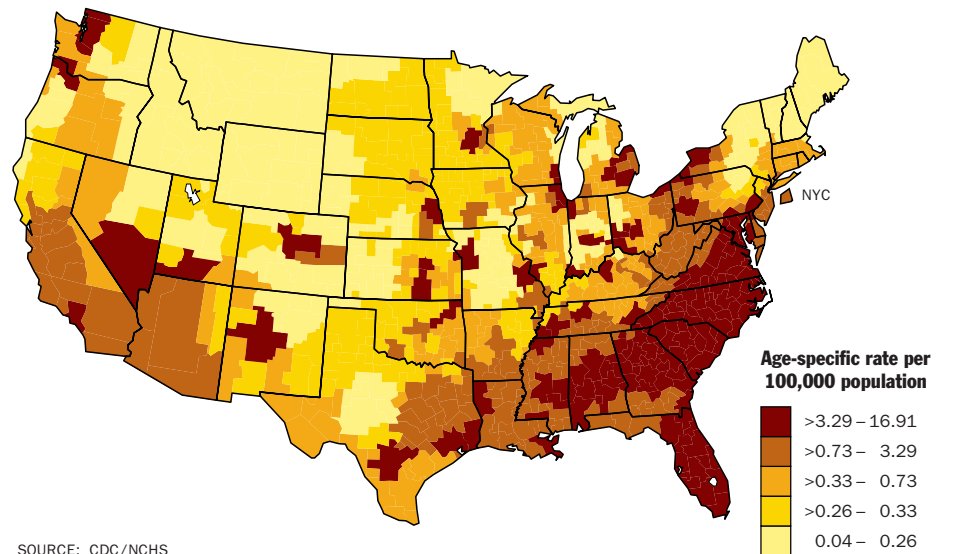 NYC
Age-specific rate per
100,000 population
>3.29 – 16.91
>0.73 – 3.29
>0.33 – 0.73
>0.26 – 0.33
0.04 – 0.26
SOURCE: CDC/NCHS